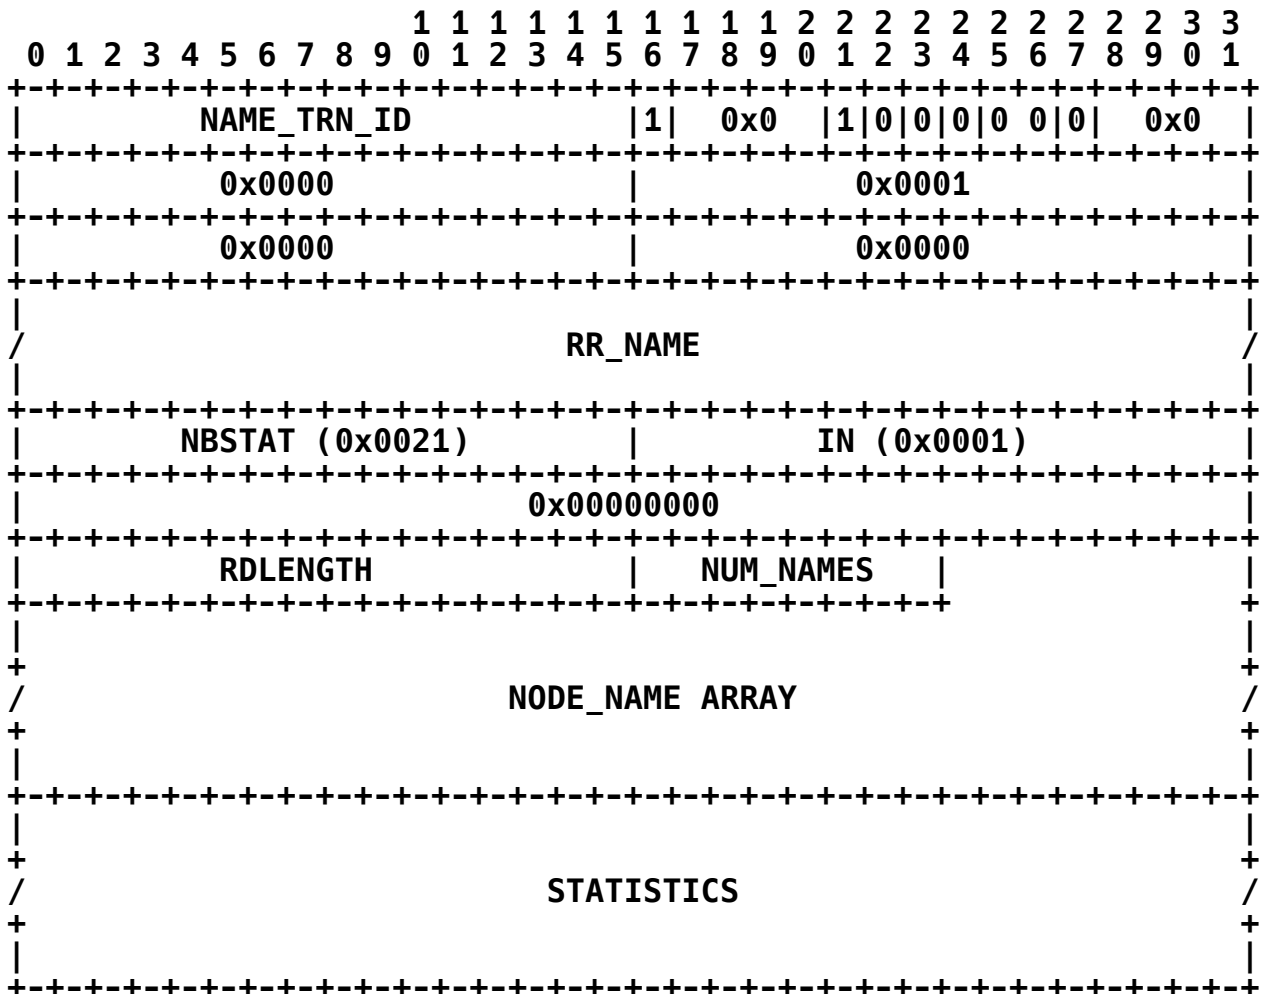 1 1 1 1 1 1 1 1 1 1 2 2 2 2 2 2 2 2 2 2 3 3
 0 1 2 3 4 5 6 7 8 9 0 1 2 3 4 5 6 7 8 9 0 1 2 3 4 5 6 7 8 9 0 1
+-+-+-+-+-+-+-+-+-+-+-+-+-+-+-+-+-+-+-+-+-+-+-+-+-+-+-+-+-+-+-+-+
|         NAME_TRN_ID           |1|  0x0  |1|0|0|0|0 0|0|  0x0  |
+-+-+-+-+-+-+-+-+-+-+-+-+-+-+-+-+-+-+-+-+-+-+-+-+-+-+-+-+-+-+-+-+
|          0x0000               |           0x0001              |
+-+-+-+-+-+-+-+-+-+-+-+-+-+-+-+-+-+-+-+-+-+-+-+-+-+-+-+-+-+-+-+-+
|          0x0000               |           0x0000              |
+-+-+-+-+-+-+-+-+-+-+-+-+-+-+-+-+-+-+-+-+-+-+-+-+-+-+-+-+-+-+-+-+
|                                                               |
/                            RR_NAME                            /
|                                                               |
+-+-+-+-+-+-+-+-+-+-+-+-+-+-+-+-+-+-+-+-+-+-+-+-+-+-+-+-+-+-+-+-+
|        NBSTAT (0x0021)        |         IN (0x0001)           |
+-+-+-+-+-+-+-+-+-+-+-+-+-+-+-+-+-+-+-+-+-+-+-+-+-+-+-+-+-+-+-+-+
|                          0x00000000                           |
+-+-+-+-+-+-+-+-+-+-+-+-+-+-+-+-+-+-+-+-+-+-+-+-+-+-+-+-+-+-+-+-+
|          RDLENGTH             |   NUM_NAMES   |               |
+-+-+-+-+-+-+-+-+-+-+-+-+-+-+-+-+-+-+-+-+-+-+-+-+               +
|                                                               |
+                                                               +
/                         NODE_NAME ARRAY                       /
+                                                               +
|                                                               |
+-+-+-+-+-+-+-+-+-+-+-+-+-+-+-+-+-+-+-+-+-+-+-+-+-+-+-+-+-+-+-+-+
|                                                               |
+                                                               +
/                           STATISTICS                          /
+                                                               +
|                                                               |
+-+-+-+-+-+-+-+-+-+-+-+-+-+-+-+-+-+-+-+-+-+-+-+-+-+-+-+-+-+-+-+-+